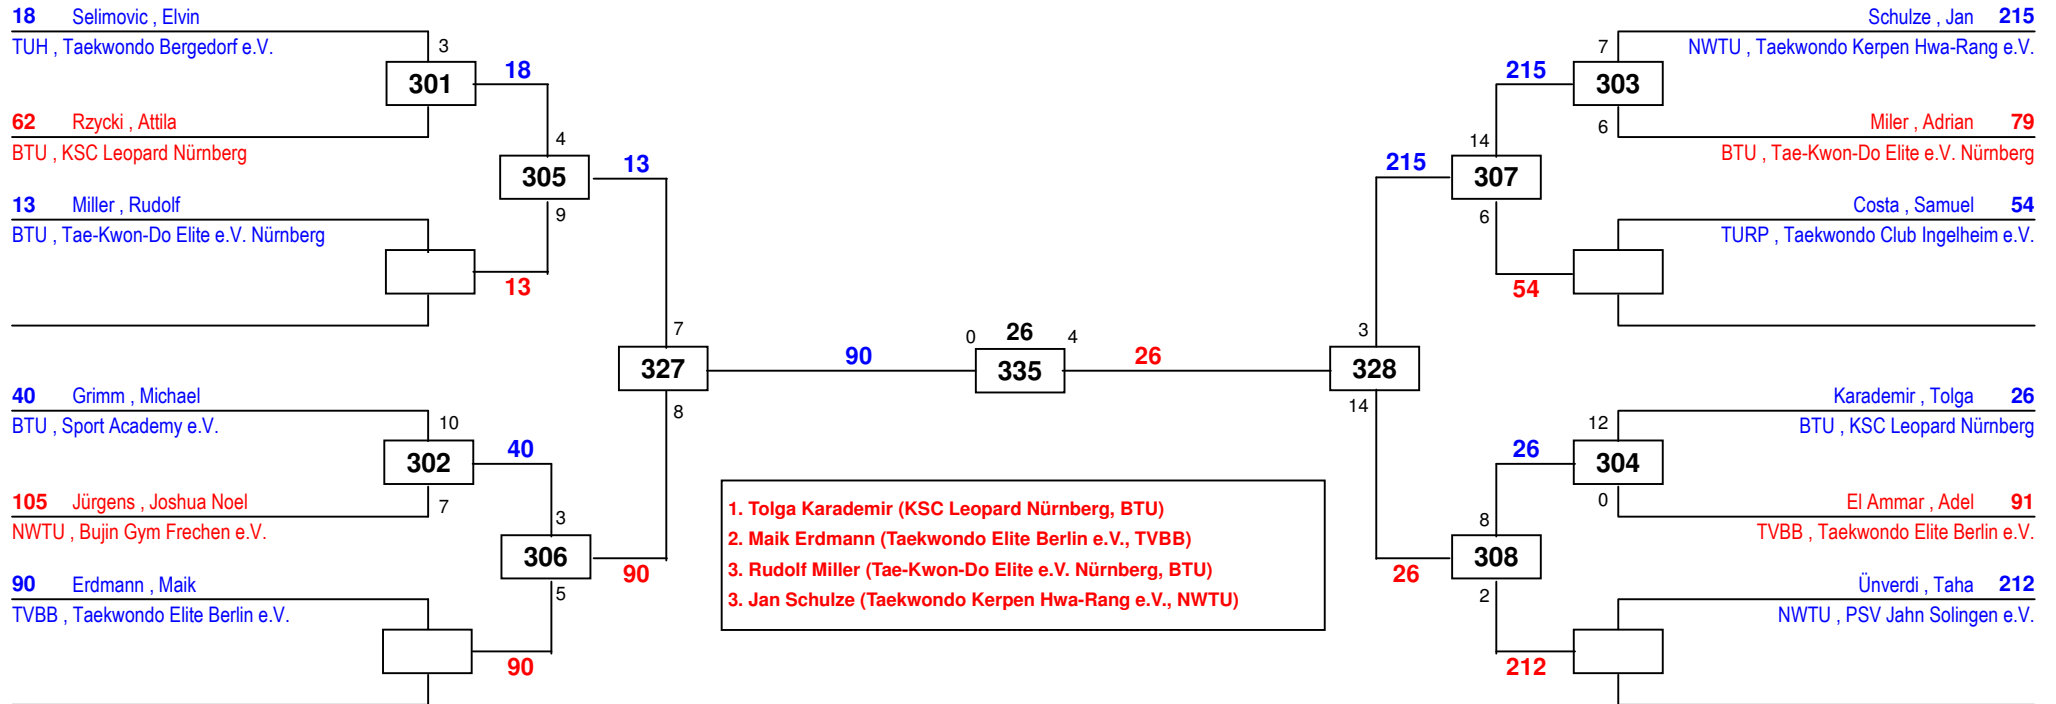 18 Selimovic , Elvin
TUH , Taekwondo Bergedorf e.V.
3
301
18
62 Rzycki , Attila
BTU , KSC Leopard Nürnberg
4
305
13
9
13 Miller , Rudolf
BTU , Tae-Kwon-Do Elite e.V. Nürnberg
13
7
327
90
8
40 Grimm , Michael
BTU , Sport Academy e.V.
10
302
40
7
105 Jürgens , Joshua Noel
NWTU , Bujin Gym Frechen e.V.
3
306
90
5
90 Erdmann , Maik
TVBB , Taekwondo Elite Berlin e.V.
90
0 26 4
335
26
1. Tolga Karademir (KSC Leopard Nürnberg, BTU)
2. Maik Erdmann (Taekwondo Elite Berlin e.V., TVBB)
3. Rudolf Miller (Tae-Kwon-Do Elite e.V. Nürnberg, BTU)
3. Jan Schulze (Taekwondo Kerpen Hwa-Rang e.V., NWTU)
Schulze , Jan 215
NWTU , Taekwondo Kerpen Hwa-Rang e.V.
7
215
303
6
Miler , Adrian 79
BTU , Tae-Kwon-Do Elite e.V. Nürnberg
14
215
307
6
Costa , Samuel 54
TURP , Taekwondo Club Ingelheim e.V.
54
3
328
14
Karademir , Tolga 26
BTU , KSC Leopard Nürnberg
12
26
304
0
El Ammar , Adel 91
TVBB , Taekwondo Elite Berlin e.V.
8
308
26
2
Ünverdi , Taha 212
NWTU , PSV Jahn Solingen e.V.
212